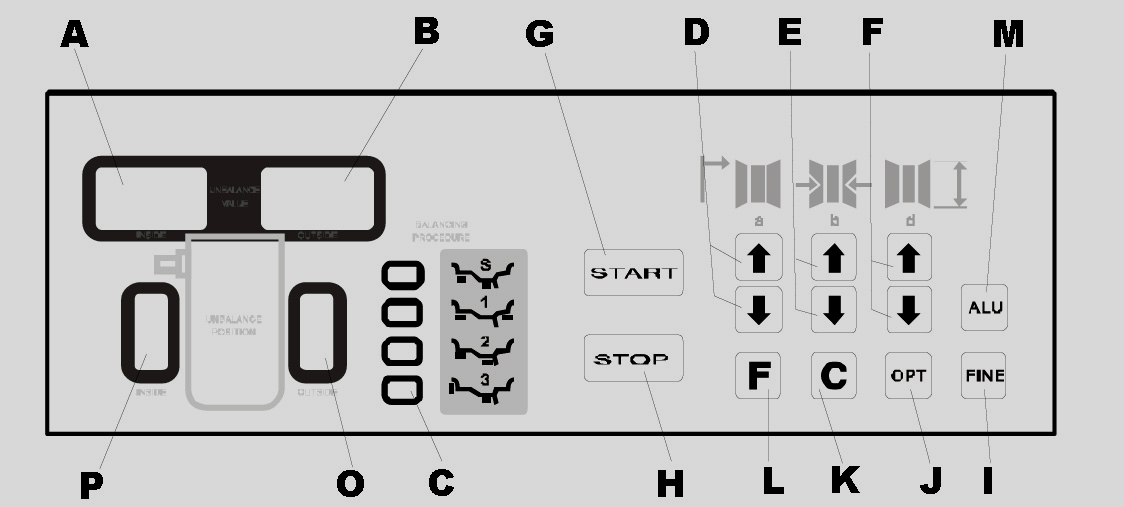 A B G D E F M
UNBALANCE
VALUE
INSIDE OUTSIDE
a b d
BALANCING
PROCEDURE
S
1
2
3
START
STOP
ALU
UNBALANCE
POSITION
F C OPT FINE
INSIDE OUTSIDE
P O C H L K J I